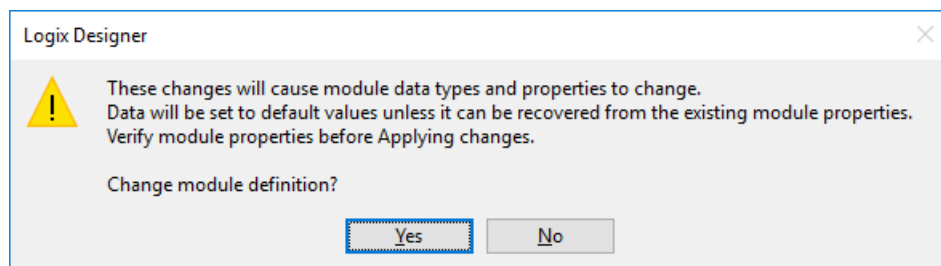 Logix Designer
These changes will cause module data types and properties to change.
Data will be set to default values unless it can be recovered from the existing module properties.
Verify module properties before Applying changes.
Change module definition?
Yes No